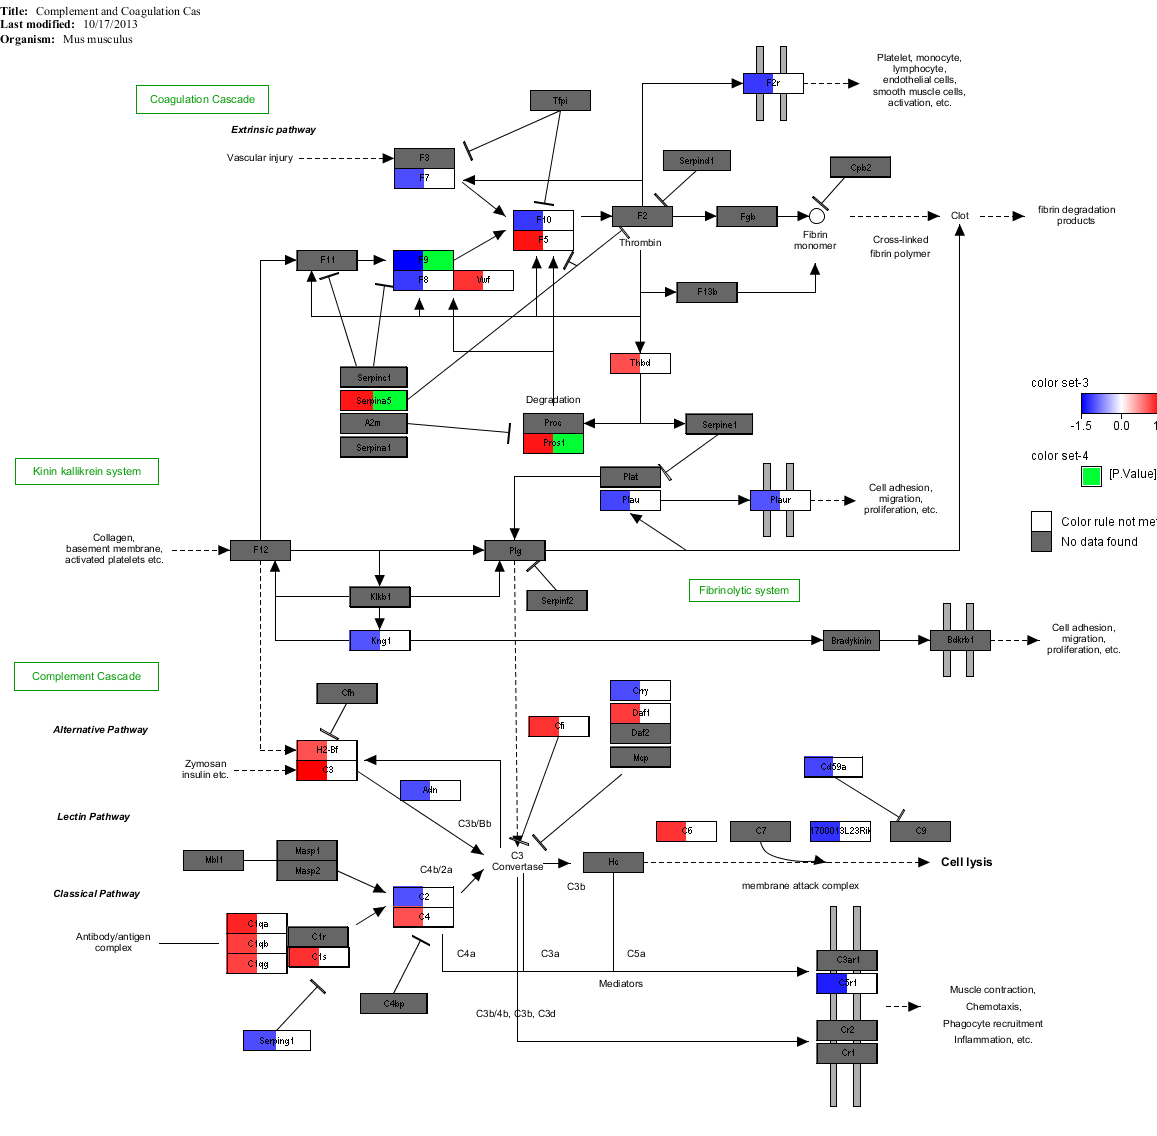 Title: Complement and Coagulation Cas
Last modified: 10/17/2013
Organism: Mus musculus
Coagulation Cascade
Extrinsic pathway
Vascular injury
Tfpi
F3
F7
F2r
Platelet, monocyte,
lymphocyte,
endothelial cells,
smooth muscle cells,
activation, etc.
Serpind1
Cpb2
F10
F5
F2
Thrombin
Fgb
Fibrin
monomer
Cross-linked
fibrin polymer
Clot
fibrin degradation
products
F11
F9
F8
Vwf
F13b
Thbd
Serpinc1
Serpina5
A2m
Serpina1
Degradation
Proc
Pros1
Serpine1
color set-3
-1.5 0.0 1
color set-4
[P.Value]
Color rule not me
No data found
Kinin kallikrein system
Plat
Plau
Plaur
Cell adhesion,
migration,
proliferation, etc.
Collagen,
basement membrane,
activated platelets etc.
F12
Plg
Klkb1
Serpinf2
Fibrinolytic system
Kng1
Bradykinin
Bdkrb1
Cell adhesion,
migration,
proliferation, etc.
Complement Cascade
Alternative Pathway
Cfh
H2-Bf
C3
Zymosan
insulin etc.
Adn
C3b/Bb
Cfi
Crry
Daf1
Daf2
Mcp
Cd59a
Lectin Pathway
C6
C7
1700013L23Rik
C9
Mbl1
Masp1
Masp2
C3
Convertase
C4b/2a
Hc
C3b
Cell lysis
membrane attack complex
Classical Pathway
C2
C4
Antibody/antigen
complex
C1qa
C1qb
C1qg
C1r
C1s
C4a
C3a
C5a
Mediators
C4bp
Serping1
C3b/4b, C3b, C3d
C3ar1
C5r1
Cr2
Cr1
Muscle contraction,
Chemotaxis,
Phagocyte recruitment
Inflammation, etc.